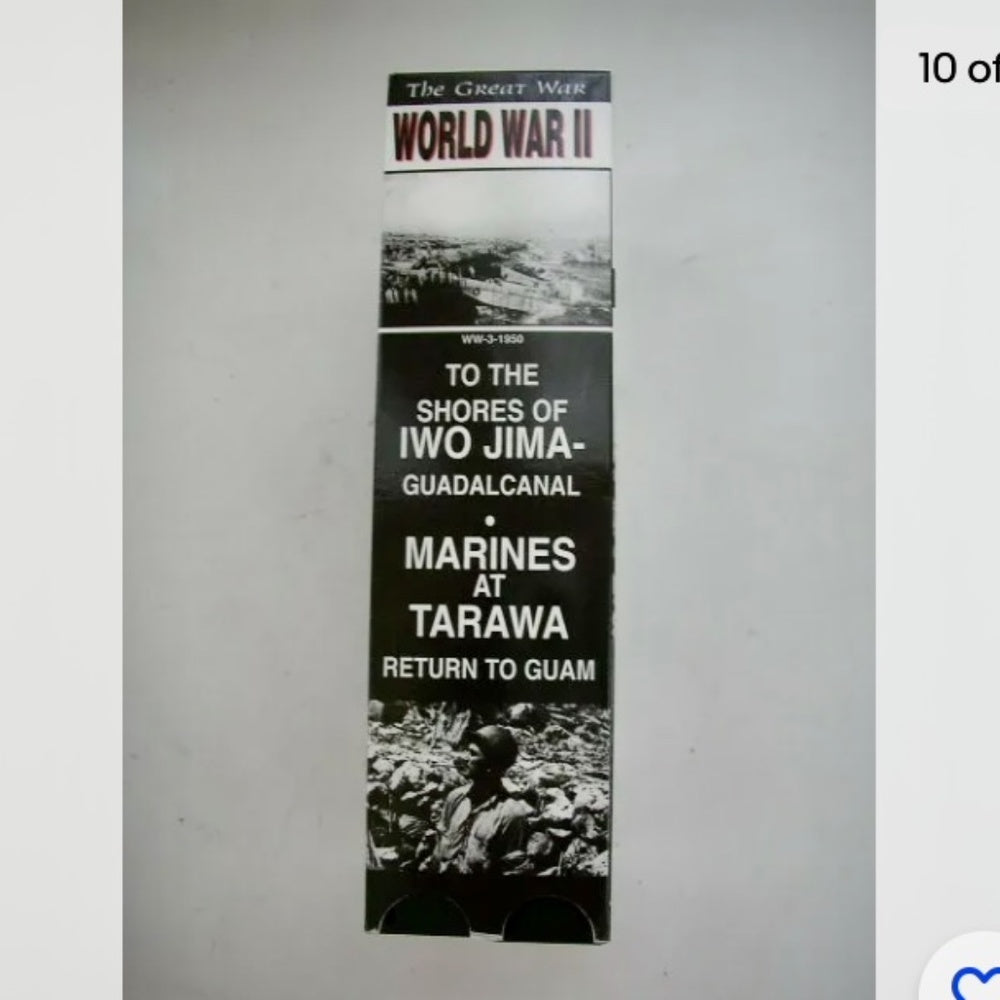 10 of
The Great War
WORLD WAR II
WW-3-1950
TO THE
SHORES OF
IWO JIMA-
GUADALCANAL
•
MARINES
AT
TARAWA
RETURN TO GUAM